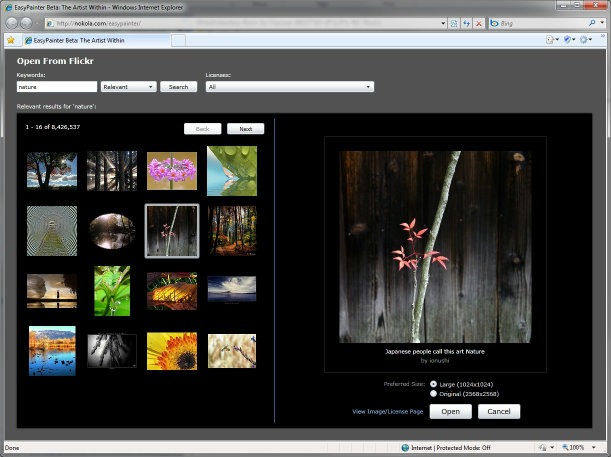 EasyPainter Beta: The Artist Within - Windows Internet Explorer
http://nokola.com/easypainter/
Bing
EasyPainter Beta: The Artist Within
Open From Flickr
Keywords:
Licenses:
nature
Relevant
Search
All
Relevant results for 'nature':
1 - 16 of 8,426,537
Back
Next
Japanese people call this art Nature
by ionushi
Preferred Size:
Large (1024x1024)
Original (2568x2568)
View Image/License Page
Open
Cancel
Done
Internet | Protected Mode: Off
100%